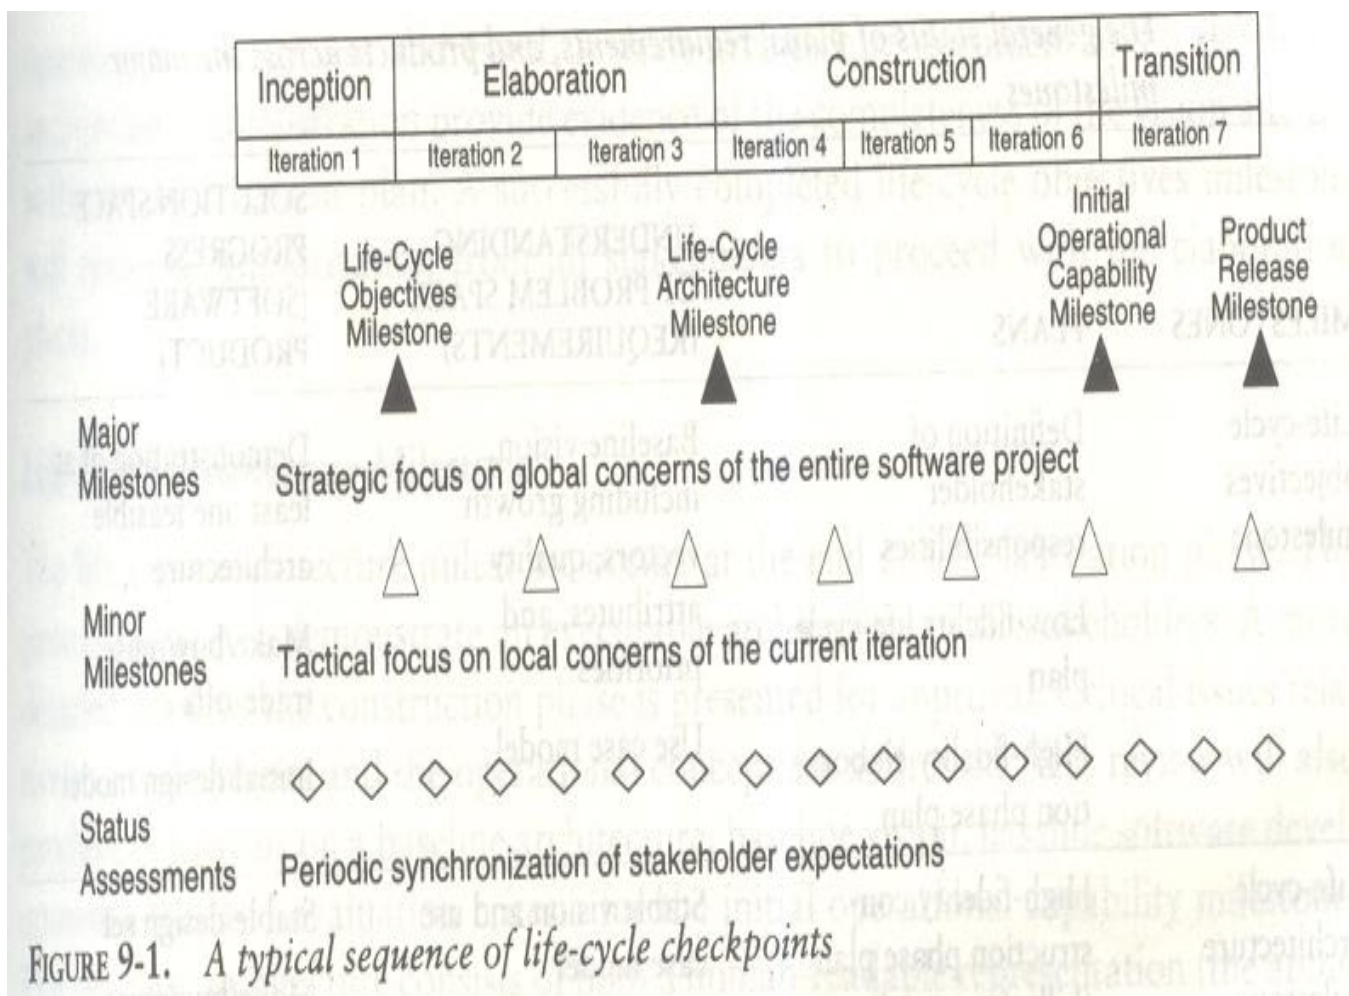 Inception
Elaboration
Construction
Transition
Iteration 1
Iteration 2
Iteration 3
Iteration 4
Iteration 5
Iteration 6
Iteration 7
Life-Cycle
Objectives
Milestone
Life-Cycle
Architecture
Milestone
Initial
Operational
Capability
Milestone
Product
Release
Milestone
Major
Milestones
Strategic focus on global concerns of the entire software project
Minor
Milestones
Tactical focus on local concerns of the current iteration
Status
Assessments
Periodic synchronization of stakeholder expectations
FIGURE 9-1. A typical sequence of life-cycle checkpoints